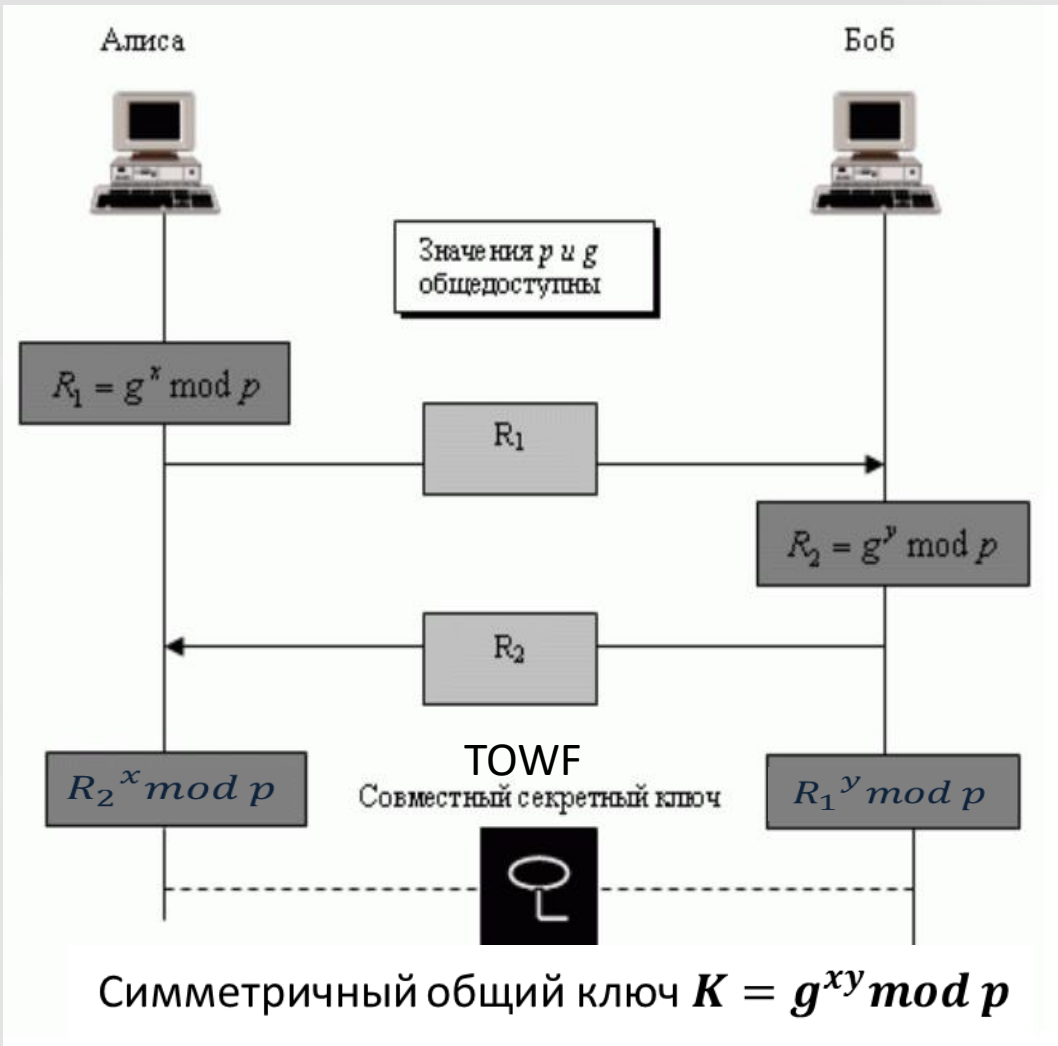 Алиса
Боб
Значения p и g
общедоступны
R₁ = gˣ mod p
R₁
R₂ = gʸ mod p
R₂
TOWF
R₂ˣ mod p
Совместный секретный ключ
R₁ʸ mod p
Симметричный общий ключ K = gˣʸ mod p